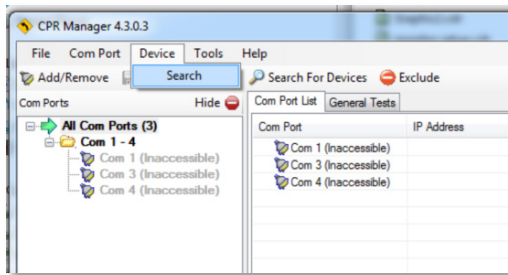 CPR Manager 4.3.0.3
File Com Port Device Tools Help
Add/Remove Search Search For Devices Exclude
Com Ports Hide Com Port List General Tests
All Com Ports (3) Com Port IP Address
Com 1 - 4 Com 1 (Inaccessible)
Com 1 (Inaccessible) Com 3 (Inaccessible)
Com 3 (Inaccessible) Com 4 (Inaccessible)
Com 4 (Inaccessible)